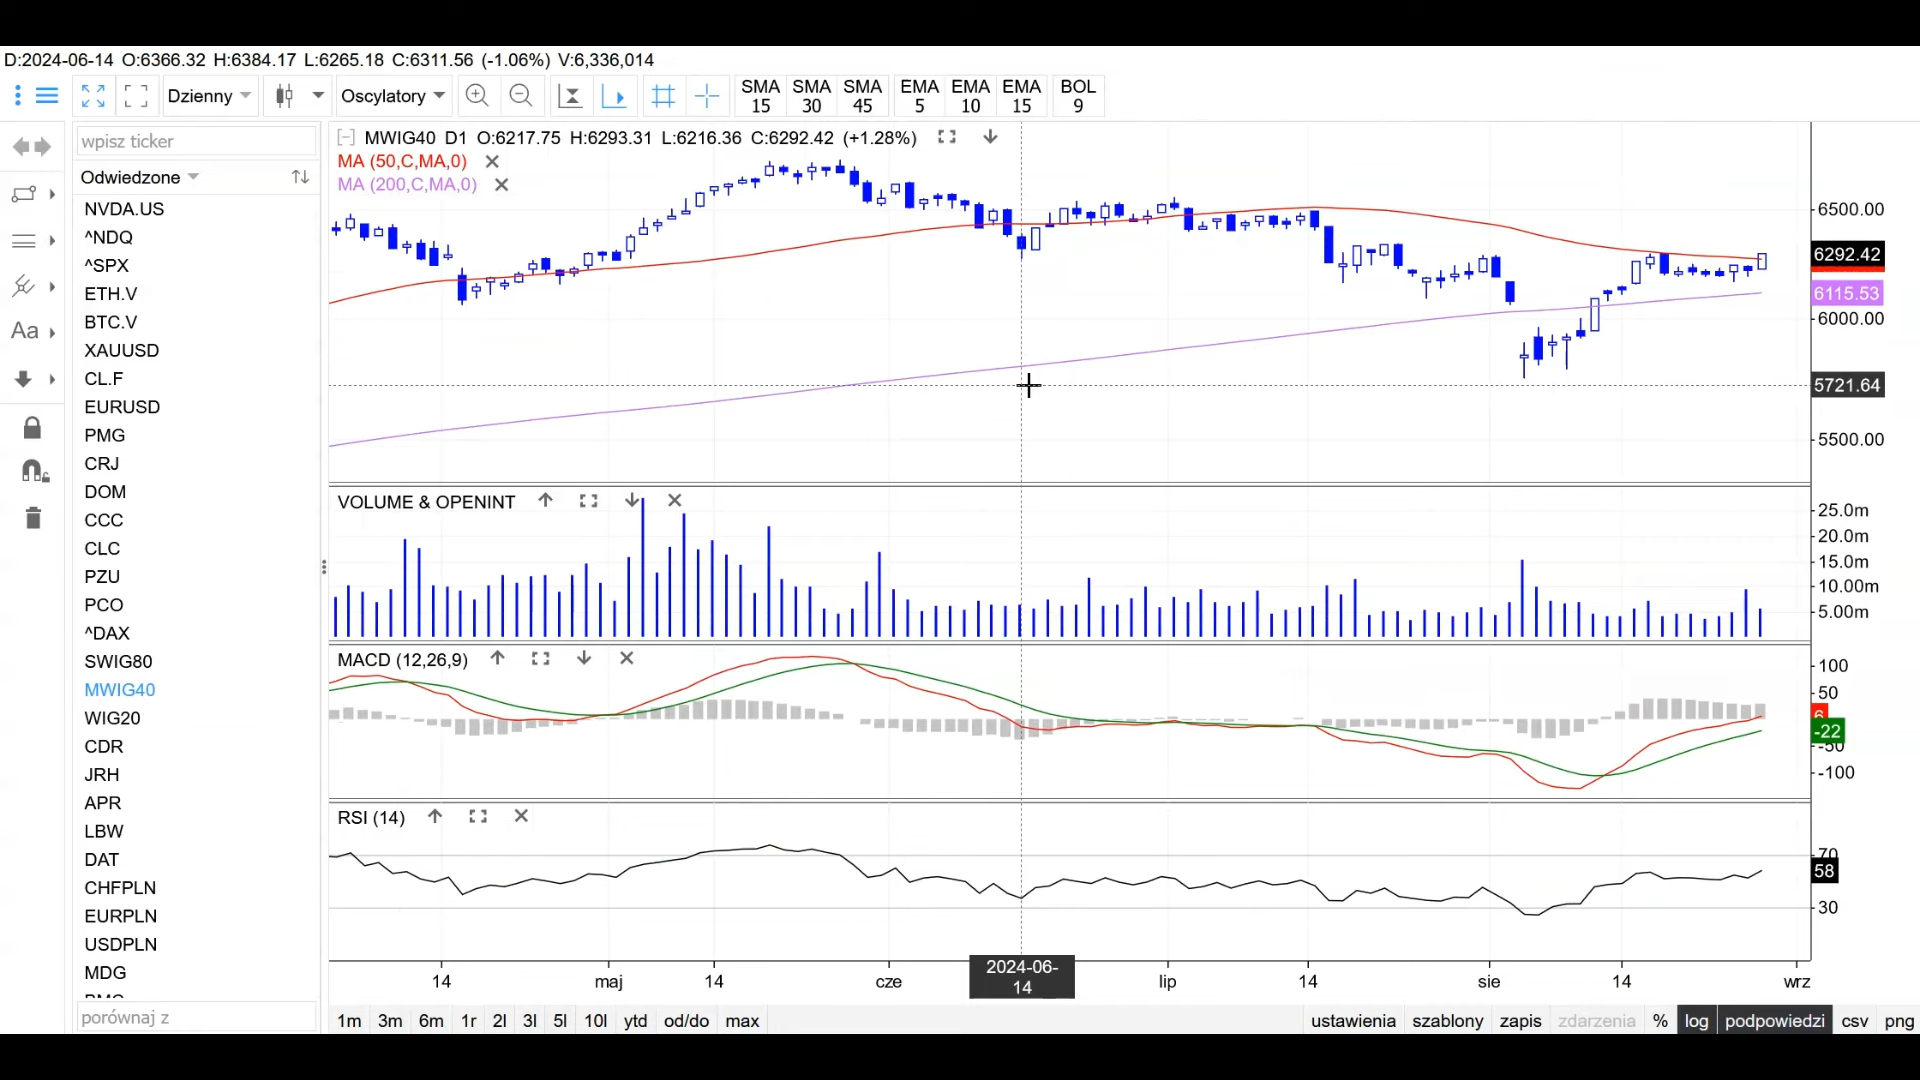 D:2024-06-14 O:6366.32 H:6384.17 L:6265.18 C:6311.56 (-1.06%) V:6,336,014
Dzienny
Oscylatory
SMA 15
SMA 30
SMA 45
EMA 5
EMA 10
EMA 15
BOL 9
wpisz ticker
Odwiedzone
NVDA.US
^NDQ
^SPX
ETH.V
BTC.V
XAUUSD
CL.F
EURUSD
PMG
CRJ
DOM
CCC
CLC
PZU
PCO
^DAX
SWIG80
MWIG40
WIG20
CDR
JRH
APR
LBW
DAT
CHFPLN
EURPLN
USDPLN
MDG
porównaj z
Aa
MWIG40 D1 O:6217.75 H:6293.31 L:6216.36 C:6292.42 (+1.28%)
MA (50,C,MA,0)
MA (200,C,MA,0)
6500.00
6292.42
6115.53
6000.00
5721.64
5500.00
VOLUME & OPENINT
25.0m
20.0m
15.0m
10.00m
5.00m
MACD (12,26,9)
100
50
6
-22
-50
-100
RSI (14)
70
58
30
14 maj 14 cze 2024-06-14 lip 14 sie 14 wrz
1m 3m 6m 1r 2l 3l 5l 10l ytd od/do max
ustawienia szablony zapis zdarzenia % log podpowiedzi csv png